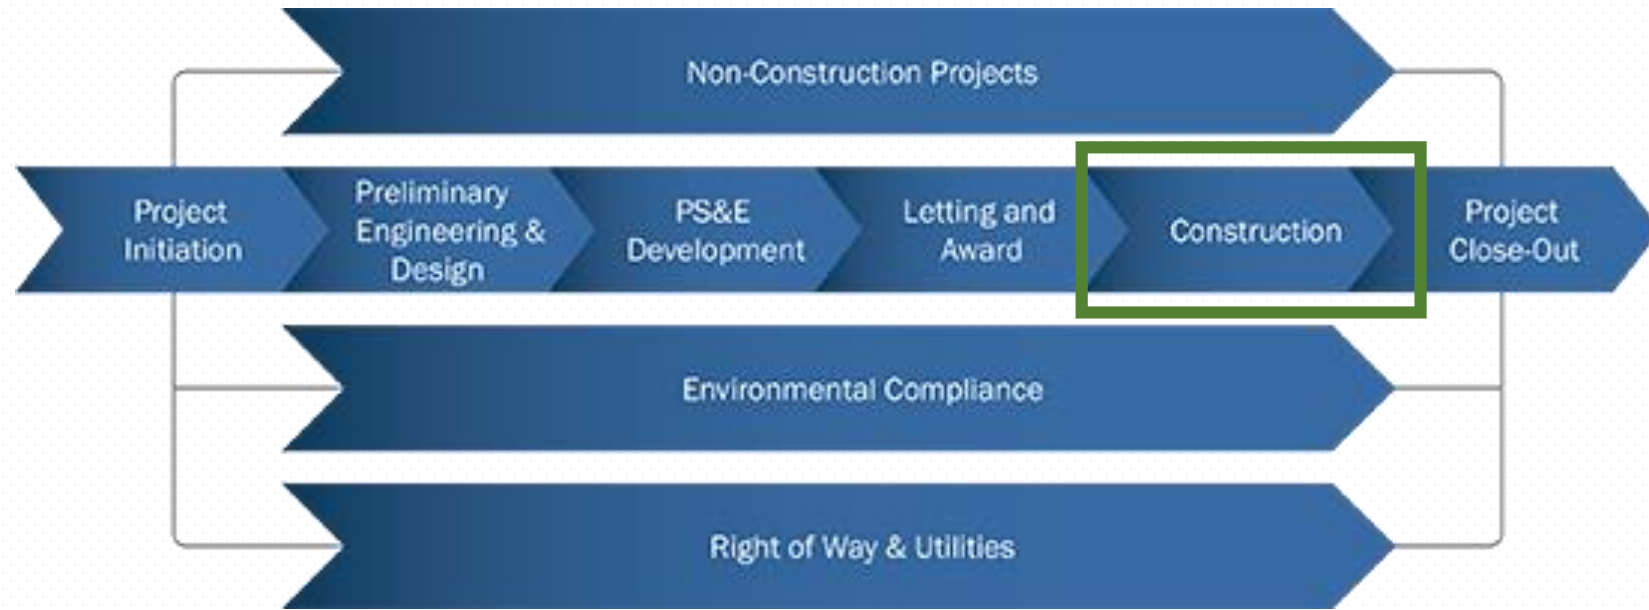 Non-Construction Projects
Project
Initiation
Preliminary
Engineering &
Design
PS&E
Development
Letting and
Award
Construction
Project
Close-Out
Environmental Compliance
Right of Way & Utilities